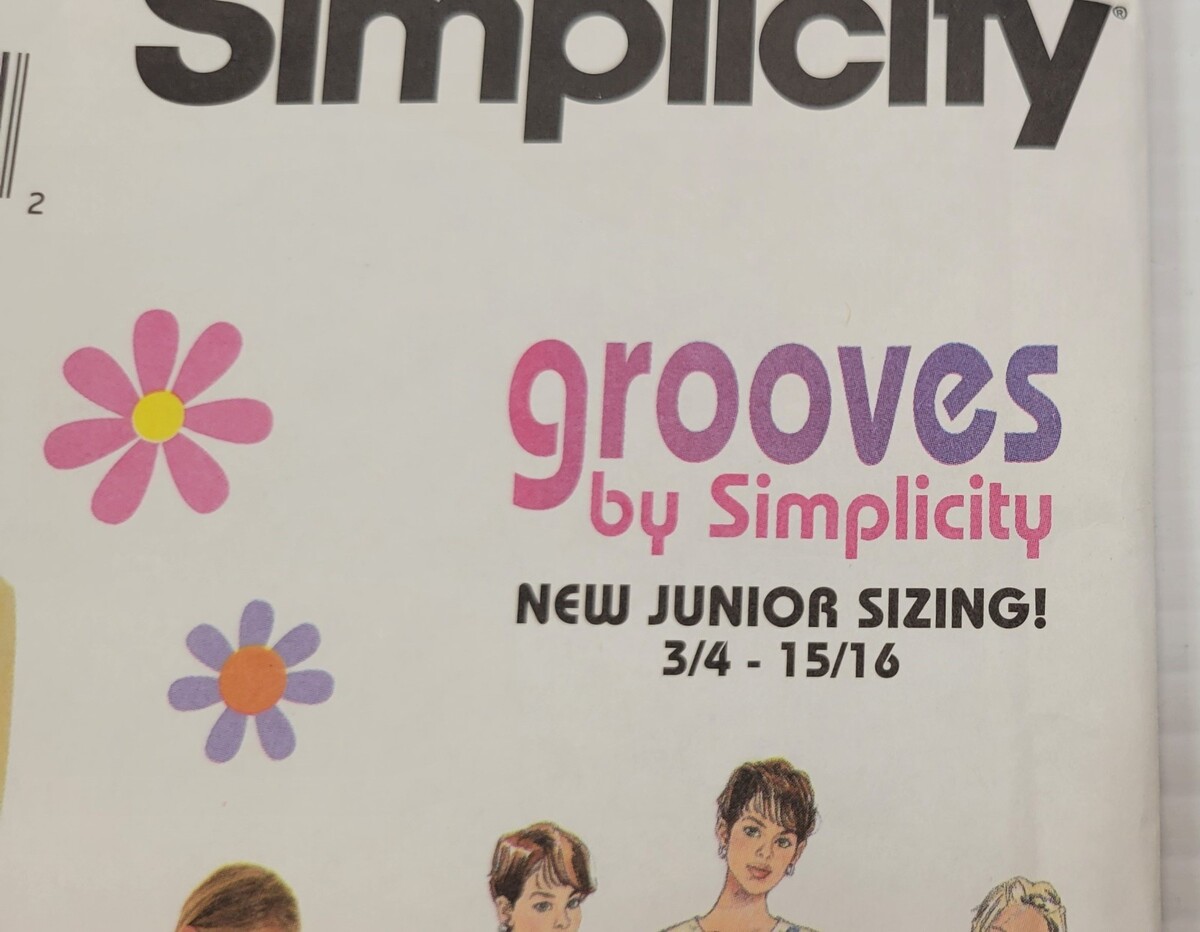 Simplicity®
2
grooves
by Simplicity
NEW JUNIOR SIZING!
3/4 - 15/16